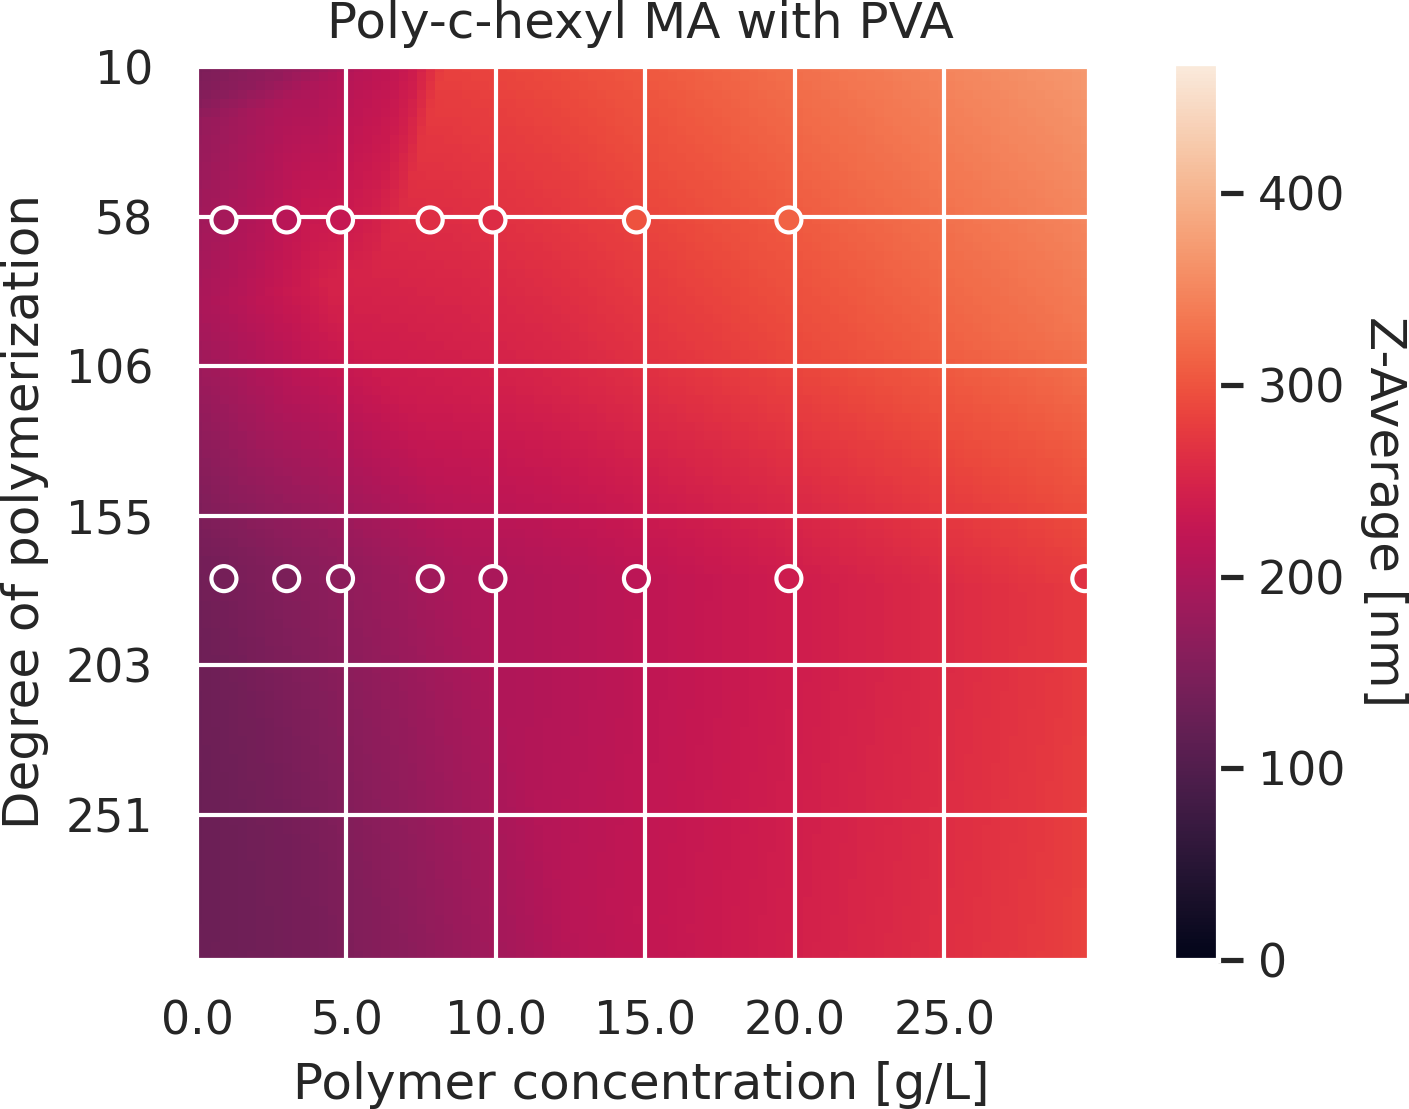 Poly-c-hexyl MA with PVA
10
58
106
155
203
251
Degree of polymerization
0.0 5.0 10.0 15.0 20.0 25.0
Polymer concentration [g/L]
400
300
200
100
0
Z-Average [nm]